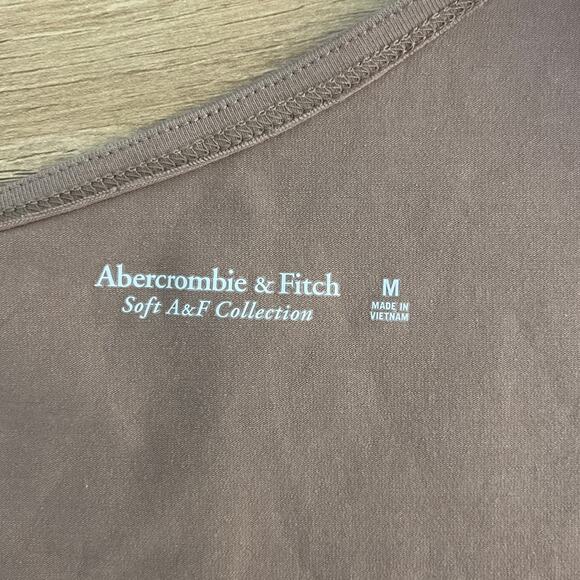 Abercrombie & Fitch
Soft A&F Collection
M
MADE IN
VIETNAM